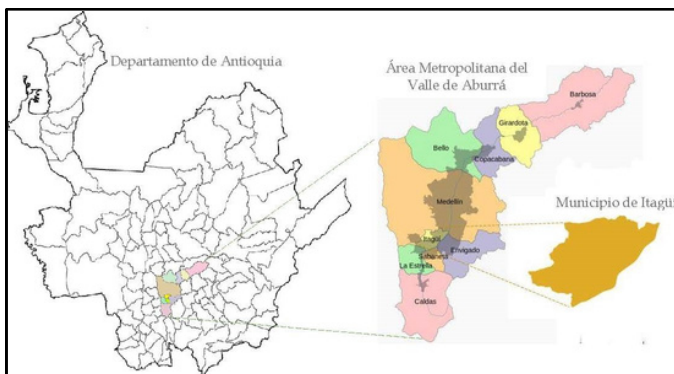 Departamento de Antioquia
Área Metropolitana del
Valle de Aburrá
Barbosa
Girardota
Bello
Copacabana
Medellín
Municipio de Itagüí
Itagüí
Envigado
Sabaneta
La Estrella
Caldas